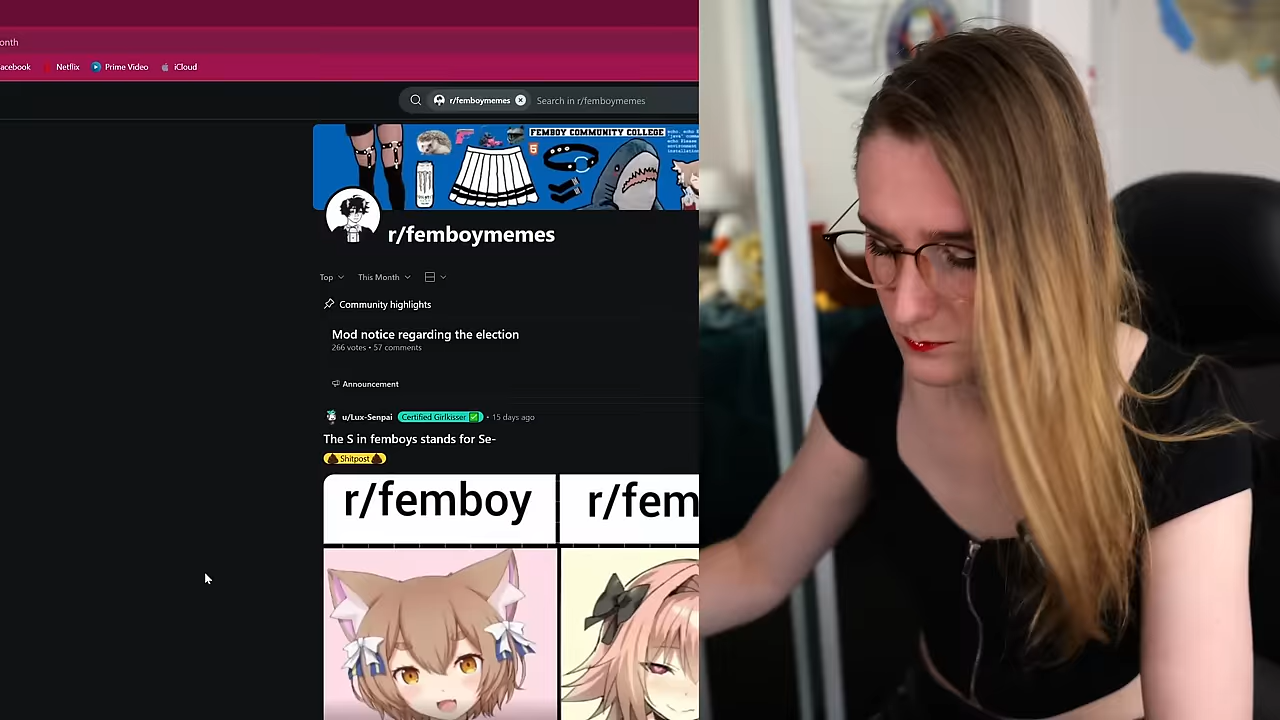 onth
acebook Netflix Prime Video iCloud
r/femboymemes Search in r/femboymemes
FEMBOY COMMUNITY COLLEGE
r/femboymemes
Top This Month
Community highlights
Mod notice regarding the election
266 votes • 57 comments
Announcement
u/Lux-Senpai Certified Girlkisser ✅ • 15 days ago
The S in femboys stands for Se-
💩 Shitpost 💩
r/femboy r/fem